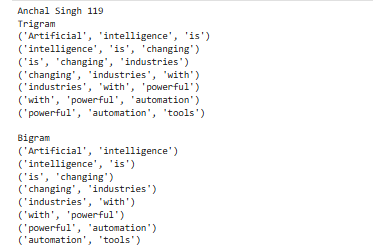 Anchal Singh 119
Trigram
('Artificial', 'intelligence', 'is')
('intelligence', 'is', 'changing')
('is', 'changing', 'industries')
('changing', 'industries', 'with')
('industries', 'with', 'powerful')
('with', 'powerful', 'automation')
('powerful', 'automation', 'tools')

Bigram
('Artificial', 'intelligence')
('intelligence', 'is')
('is', 'changing')
('changing', 'industries')
('industries', 'with')
('with', 'powerful')
('powerful', 'automation')
('automation', 'tools')